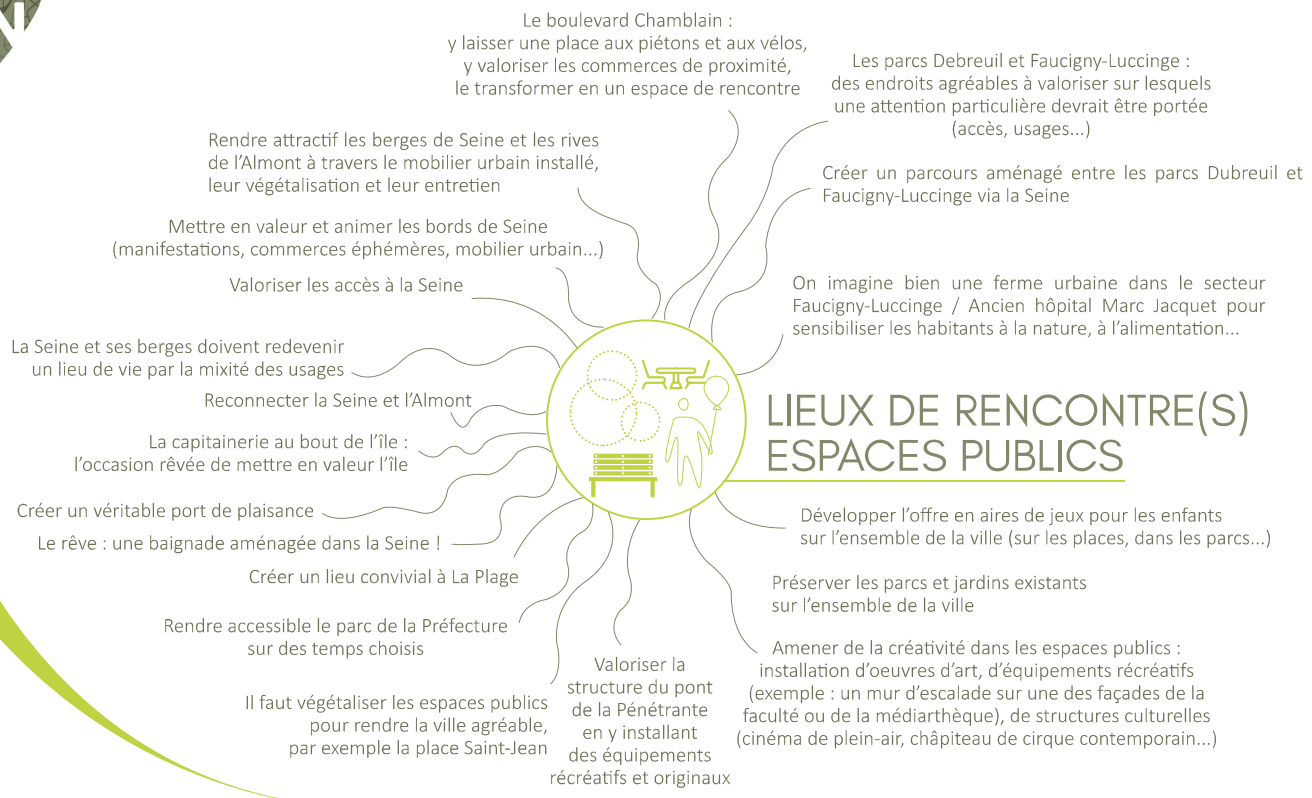 N
Le boulevard Chamblain :
y laisser une place aux piétons et aux vélos,
y valoriser les commerces de proximité,
le transformer en un espace de rencontre
Les parcs Debreuil et Faucigny-Luccinge :
des endroits agréables à valoriser sur lesquels
une attention particulière devrait être portée
(accès, usages...)
Rendre attractif les berges de Seine et les rives
de l'Almont à travers le mobilier urbain installé,
leur végétalisation et leur entretien
Créer un parcours aménagé entre les parcs Dubreuil et
Faucigny-Luccinge via la Seine
Mettre en valeur et animer les bords de Seine
(manifestations, commerces éphémères, mobilier urbain...)
Valoriser les accès à la Seine
On imagine bien une ferme urbaine dans le secteur
Faucigny-Luccinge / Ancien hôpital Marc Jacquet pour
sensibiliser les habitants à la nature, à l'alimentation...
La Seine et ses berges doivent redevenir
un lieu de vie par la mixité des usages
Reconnecter la Seine et l'Almont
LIEUX DE RENCONTRE(S)
ESPACES PUBLICS
La capitainerie au bout de l'île :
l'occasion rêvée de mettre en valeur l'île
Créer un véritable port de plaisance
Le rêve : une baignade aménagée dans la Seine !
Créer un lieu convivial à La Plage
Développer l'offre en aires de jeux pour les enfants
sur l'ensemble de la ville (sur les places, dans les parcs...)
Préserver les parcs et jardins existants
sur l'ensemble de la ville
Rendre accessible le parc de la Préfecture
sur des temps choisis
Il faut végétaliser les espaces publics
pour rendre la ville agréable,
par exemple la place Saint-Jean
Valoriser la
structure du pont
de la Pénétrante
en y installant
des équipements
récréatifs et originaux
Amener de la créativité dans les espaces publics :
installation d'oeuvres d'art, d'équipements récréatifs
(exemple : un mur d'escalade sur une des façades de la
faculté ou de la médiarthèque), de structures culturelles
(cinéma de plein-air, châpiteau de cirque contemporain...)